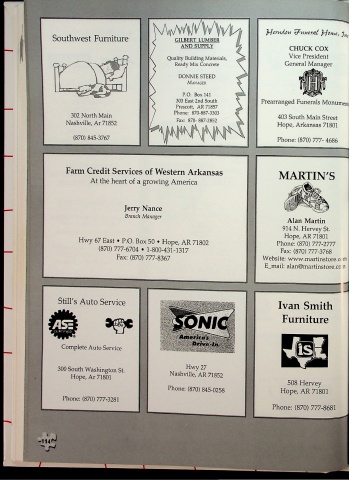 Southwest Furniture
302 North Main
Nashville, Ar 71852
(870) 845-3767
GILBERT LUMBER
AND SUPPLY
Quality Building Materials,
Ready Mix Concrete
DONNIE STEED
MANAGER
P.O. Box 141
303 East 2nd South
Prescott, AR 71857
Phone: 870-887-3303
Fax: 870-887-2952
Herndon Funeral Home, Inc
CHUCK COX
Vice President
General Manager
H
Prearranged Funerals Monumen
403 South Main Street
Hope, Arkansas 71801
Phone: (870) 777-4686
Farm Credit Services of Western Arkansas
At the heart of a growing America
Jerry Nance
Branch Manager
Hwy 67 East • P.O. Box 50 • Hope, AR 71802
(870) 777-6704 • 1-800-431-1517
Fax: (870) 777-8367
MARTIN'S
Alan Martin
914 N. Hervey St.
Hope, AR 71801
Phone: (870) 777-2777
Fax: (870) 777-3768
Website: www.martinstore.com
E_mail: alan@martinstore.co
Still's Auto Service
ASE
Complete Auto Service
300 South Washington St.
Hope, Ar 71801
Phone: (870) 777-3281
SONIC
America's
Drive-In.
Hwy 27
Nashville, AR 71852
Phone: (870) 845-0258
Ivan Smith
Furniture
IS
508 Hervey
Hope, AR 71801
Phone: (870) 777-8681